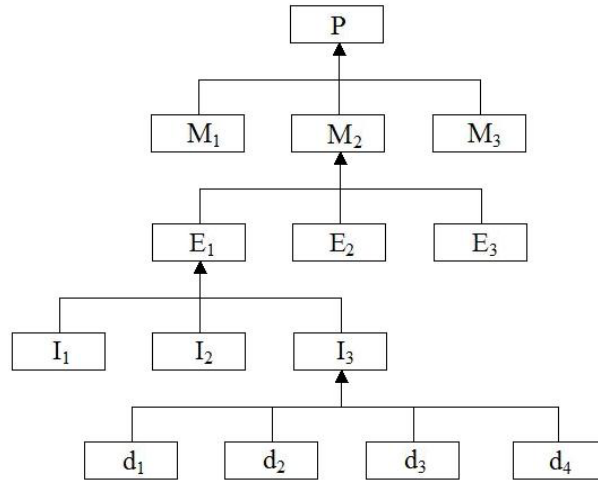 P
M₁ M₂ M₃
E₁ E₂ E₃
I₁ I₂ I₃
d₁ d₂ d₃ d₄